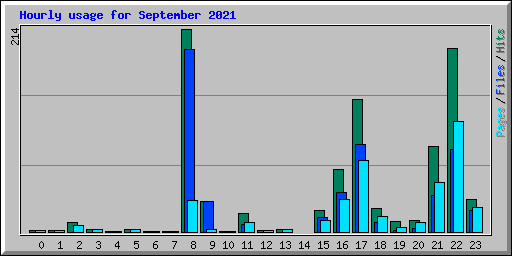 Hourly usage for September 2021
214
Pages / Files / Hits
0 1 2 3 4 5 6 7 8 9 10 11 12 13 14 15 16 17 18 19 20 21 22 23